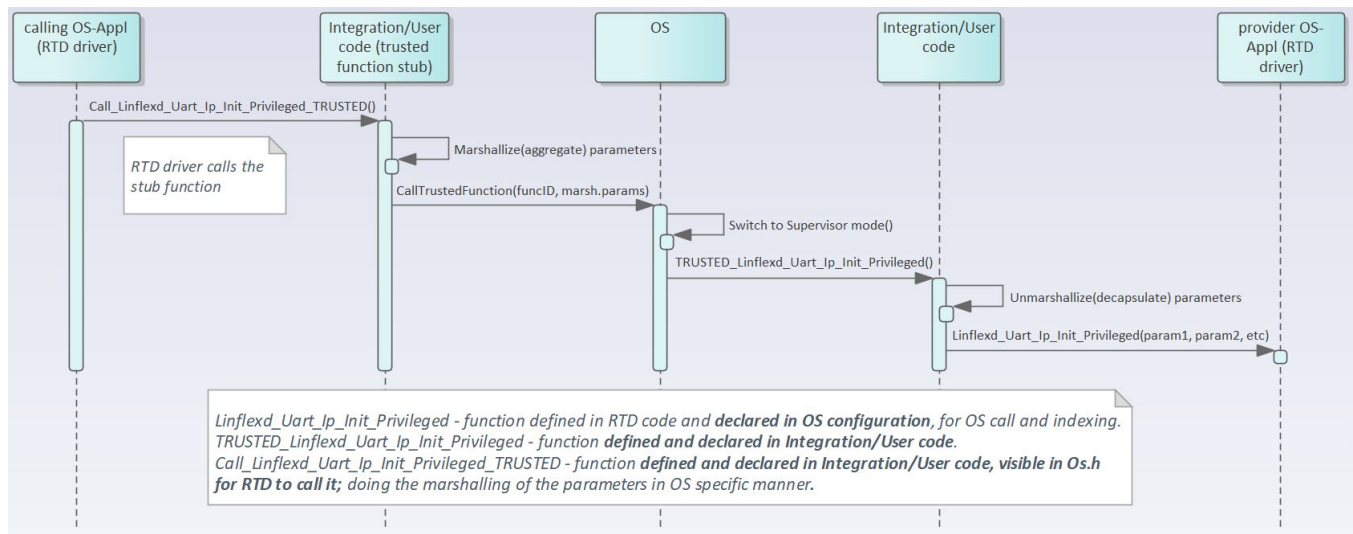 calling OS-Appl
(RTD driver)
Integration/User
code (trusted
function stub)
OS
Integration/User
code
provider OS-
Appl (RTD
driver)
Call_Linflexd_Uart_Ip_Init_Privileged_TRUSTED()
RTD driver calls the
stub function
Marshallize(aggregate) parameters
CallTrustedFunction(funcID, marsh.params)
Switch to Supervisor mode()
TRUSTED_Linflexd_Uart_Ip_Init_Privileged()
Unmarshallize(decapsulate) parameters
Linflexd_Uart_Ip_Init_Privileged(param1, param2, etc)
Linflexd_Uart_Ip_Init_Privileged - function defined in RTD code and declared in OS configuration, for OS call and indexing.
TRUSTED_Linflexd_Uart_Ip_Init_Privileged - function defined and declared in Integration/User code.
Call_Linflexd_Uart_Ip_Init_Privileged_TRUSTED - function defined and declared in Integration/User code, visible in Os.h
for RTD to call it; doing the marshalling of the parameters in OS specific manner.